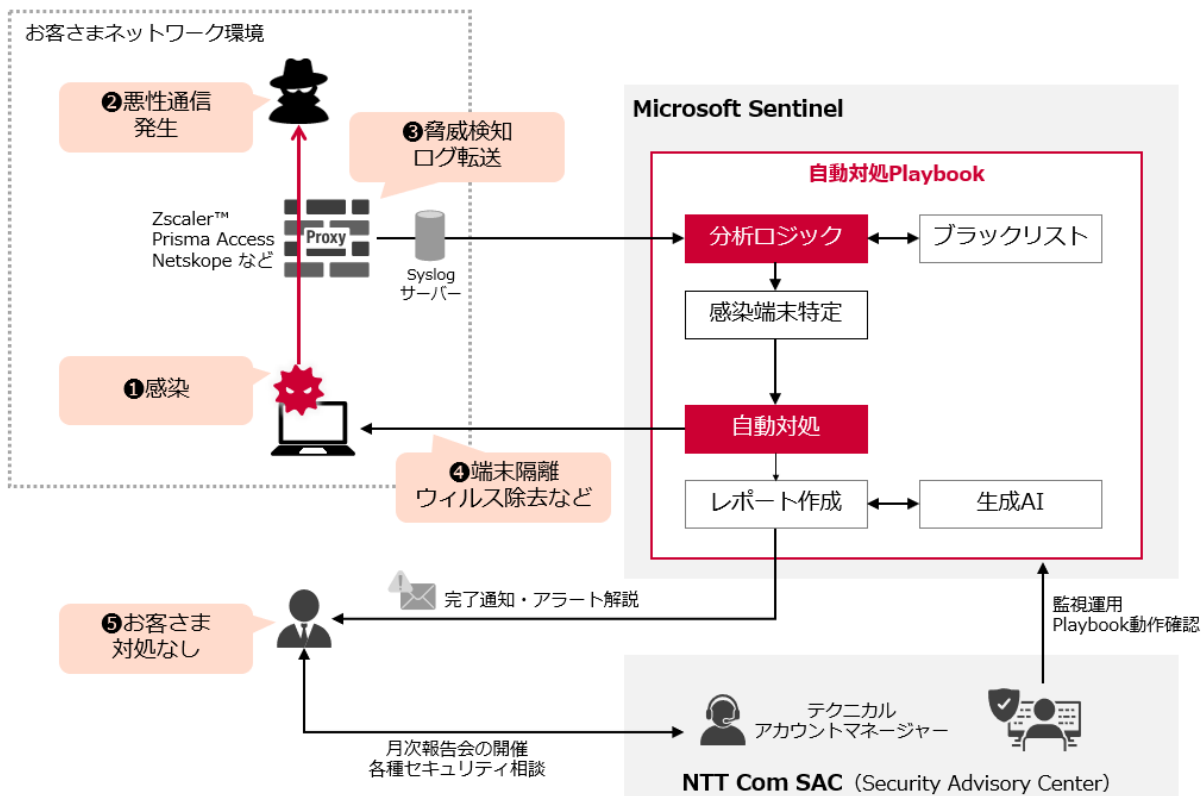 お客さまネットワーク環境
❷悪性通信
発生
❸脅威検知
ログ転送
Zscaler™
Prisma Access
Netskope など
Proxy
Syslog
サーバー
❶感染
❹端末隔離
ウィルス除去など
Microsoft Sentinel
自動対処Playbook
分析ロジック
ブラックリスト
感染端末特定
自動対処
レポート作成
生成AI
完了通知・アラート解説
❺お客さま
対処なし
監視運用
Playbook動作確認
月次報告会の開催
各種セキュリティ相談
テクニカル
アカウントマネージャー
NTT Com SAC（Security Advisory Center）